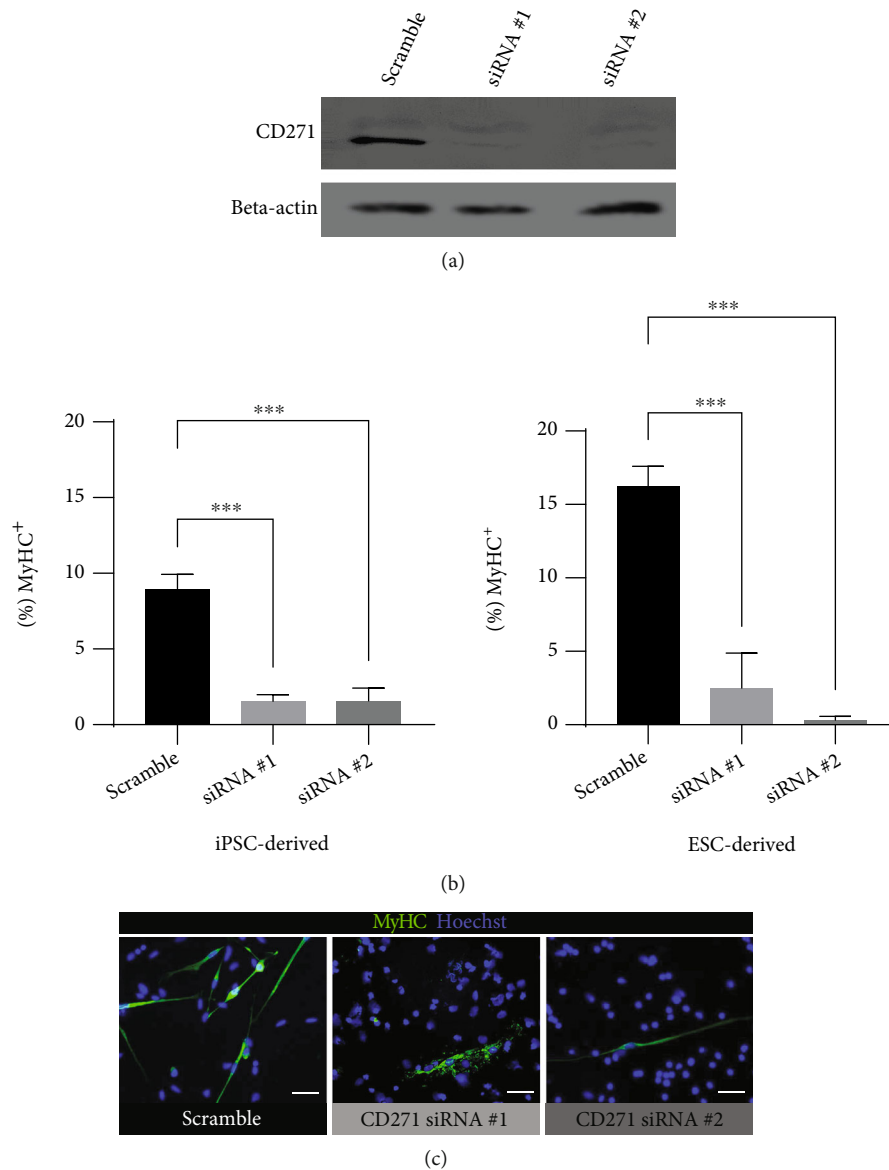 Scramble
siRNA #1
siRNA #2
CD271
Beta-actin
(a)
***
***
20
15
10
5
0
(%) MyHC+
Scramble
siRNA #1
siRNA #2
iPSC-derived
***
***
20
15
10
5
0
(%) MyHC+
Scramble
siRNA #1
siRNA #2
ESC-derived
(b)
MyHC Hoechst
Scramble
CD271 siRNA #1
CD271 siRNA #2
(c)